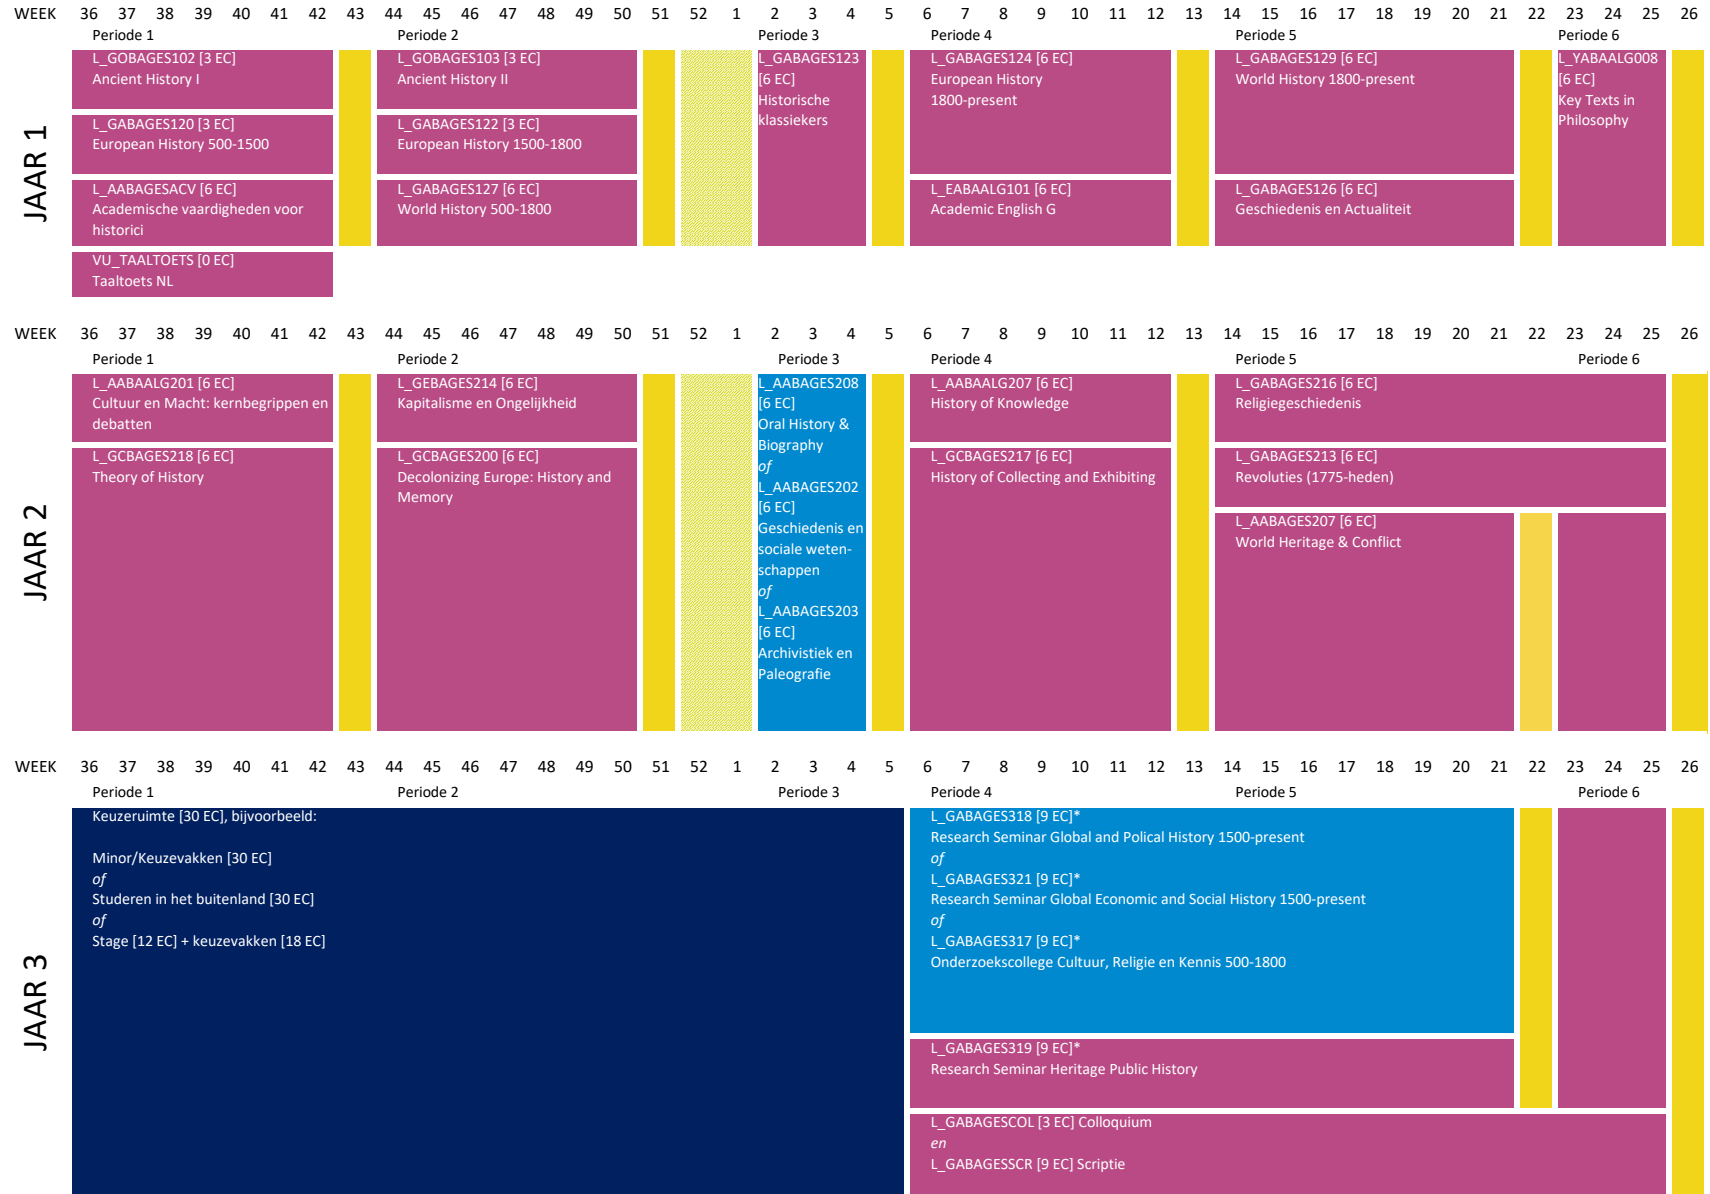 WEEK 36 37 38 39 40 41 42 43 44 45 46 47 48 49 50 51 52 1 2 3 4 5 6 7 8 9 10 11 12 13 14 15 16 17 18 19 20 21 22 23 24 25 26
Periode 1 Periode 2 Periode 3 Periode 4 Periode 5 Periode 6
JAAR 1
L_GOBAGES102 [3 EC]
Ancient History I
L_GABAGES120 [3 EC]
European History 500-1500
L_AABAGESACV [6 EC]
Academische vaardigheden voor
historici
VU_TAALTOETS [0 EC]
Taaltoets NL
L_GOBAGES103 [3 EC]
Ancient History II
L_GABAGES122 [3 EC]
European History 1500-1800
L_GABAGES127 [6 EC]
World History 500-1800
L_GABAGES123
[6 EC]
Historische
klassiekers
L_GABAGES124 [6 EC]
European History
1800-present
L_EABAALG101 [6 EC]
Academic English G
L_GABAGES129 [6 EC]
World History 1800-present
L_GABAGES126 [6 EC]
Geschiedenis en Actualiteit
L_YABAALG008
[6 EC]
Key Texts in
Philosophy
WEEK 36 37 38 39 40 41 42 43 44 45 46 47 48 49 50 51 52 1 2 3 4 5 6 7 8 9 10 11 12 13 14 15 16 17 18 19 20 21 22 23 24 25 26
Periode 1 Periode 2 Periode 3 Periode 4 Periode 5 Periode 6
JAAR 2
L_AABAALG201 [6 EC]
Cultuur en Macht: kernbegrippen en
debatten
L_GCBAGES218 [6 EC]
Theory of History
L_GEBAGES214 [6 EC]
Kapitalisme en Ongelijkheid
L_GCBAGES200 [6 EC]
Decolonizing Europe: History and
Memory
L_AABAGES208
[6 EC]
Oral History &
Biography
of
L_AABAGES202
[6 EC]
Geschiedenis en
sociale weten-
schappen
of
L_AABAGES203
[6 EC]
Archivistiek en
Paleografie
L_AABAALG207 [6 EC]
History of Knowledge
L_GCBAGES217 [6 EC]
History of Collecting and Exhibiting
L_GABAGES216 [6 EC]
Religiegeschiedenis
L_GABAGES213 [6 EC]
Revoluties (1775-heden)
L_AABAGES207 [6 EC]
World Heritage & Conflict
WEEK 36 37 38 39 40 41 42 43 44 45 46 47 48 49 50 51 52 1 2 3 4 5 6 7 8 9 10 11 12 13 14 15 16 17 18 19 20 21 22 23 24 25 26
Periode 1 Periode 2 Periode 3 Periode 4 Periode 5 Periode 6
JAAR 3
Keuzeruimte [30 EC], bijvoorbeeld:
Minor/Keuzevakken [30 EC]
of
Studeren in het buitenland [30 EC]
of
Stage [12 EC] + keuzevakken [18 EC]
L_GABAGES318 [9 EC]*
Research Seminar Global and Polical History 1500-present
of
L_GABAGES321 [9 EC]*
Research Seminar Global Economic and Social History 1500-present
of
L_GABAGES317 [9 EC]*
Onderzoekscollege Cultuur, Religie en Kennis 500-1800
L_GABAGES319 [9 EC]*
Research Seminar Heritage Public History
L_GABAGESCOL [3 EC] Colloquium
en
L_GABAGESSCR [9 EC] Scriptie